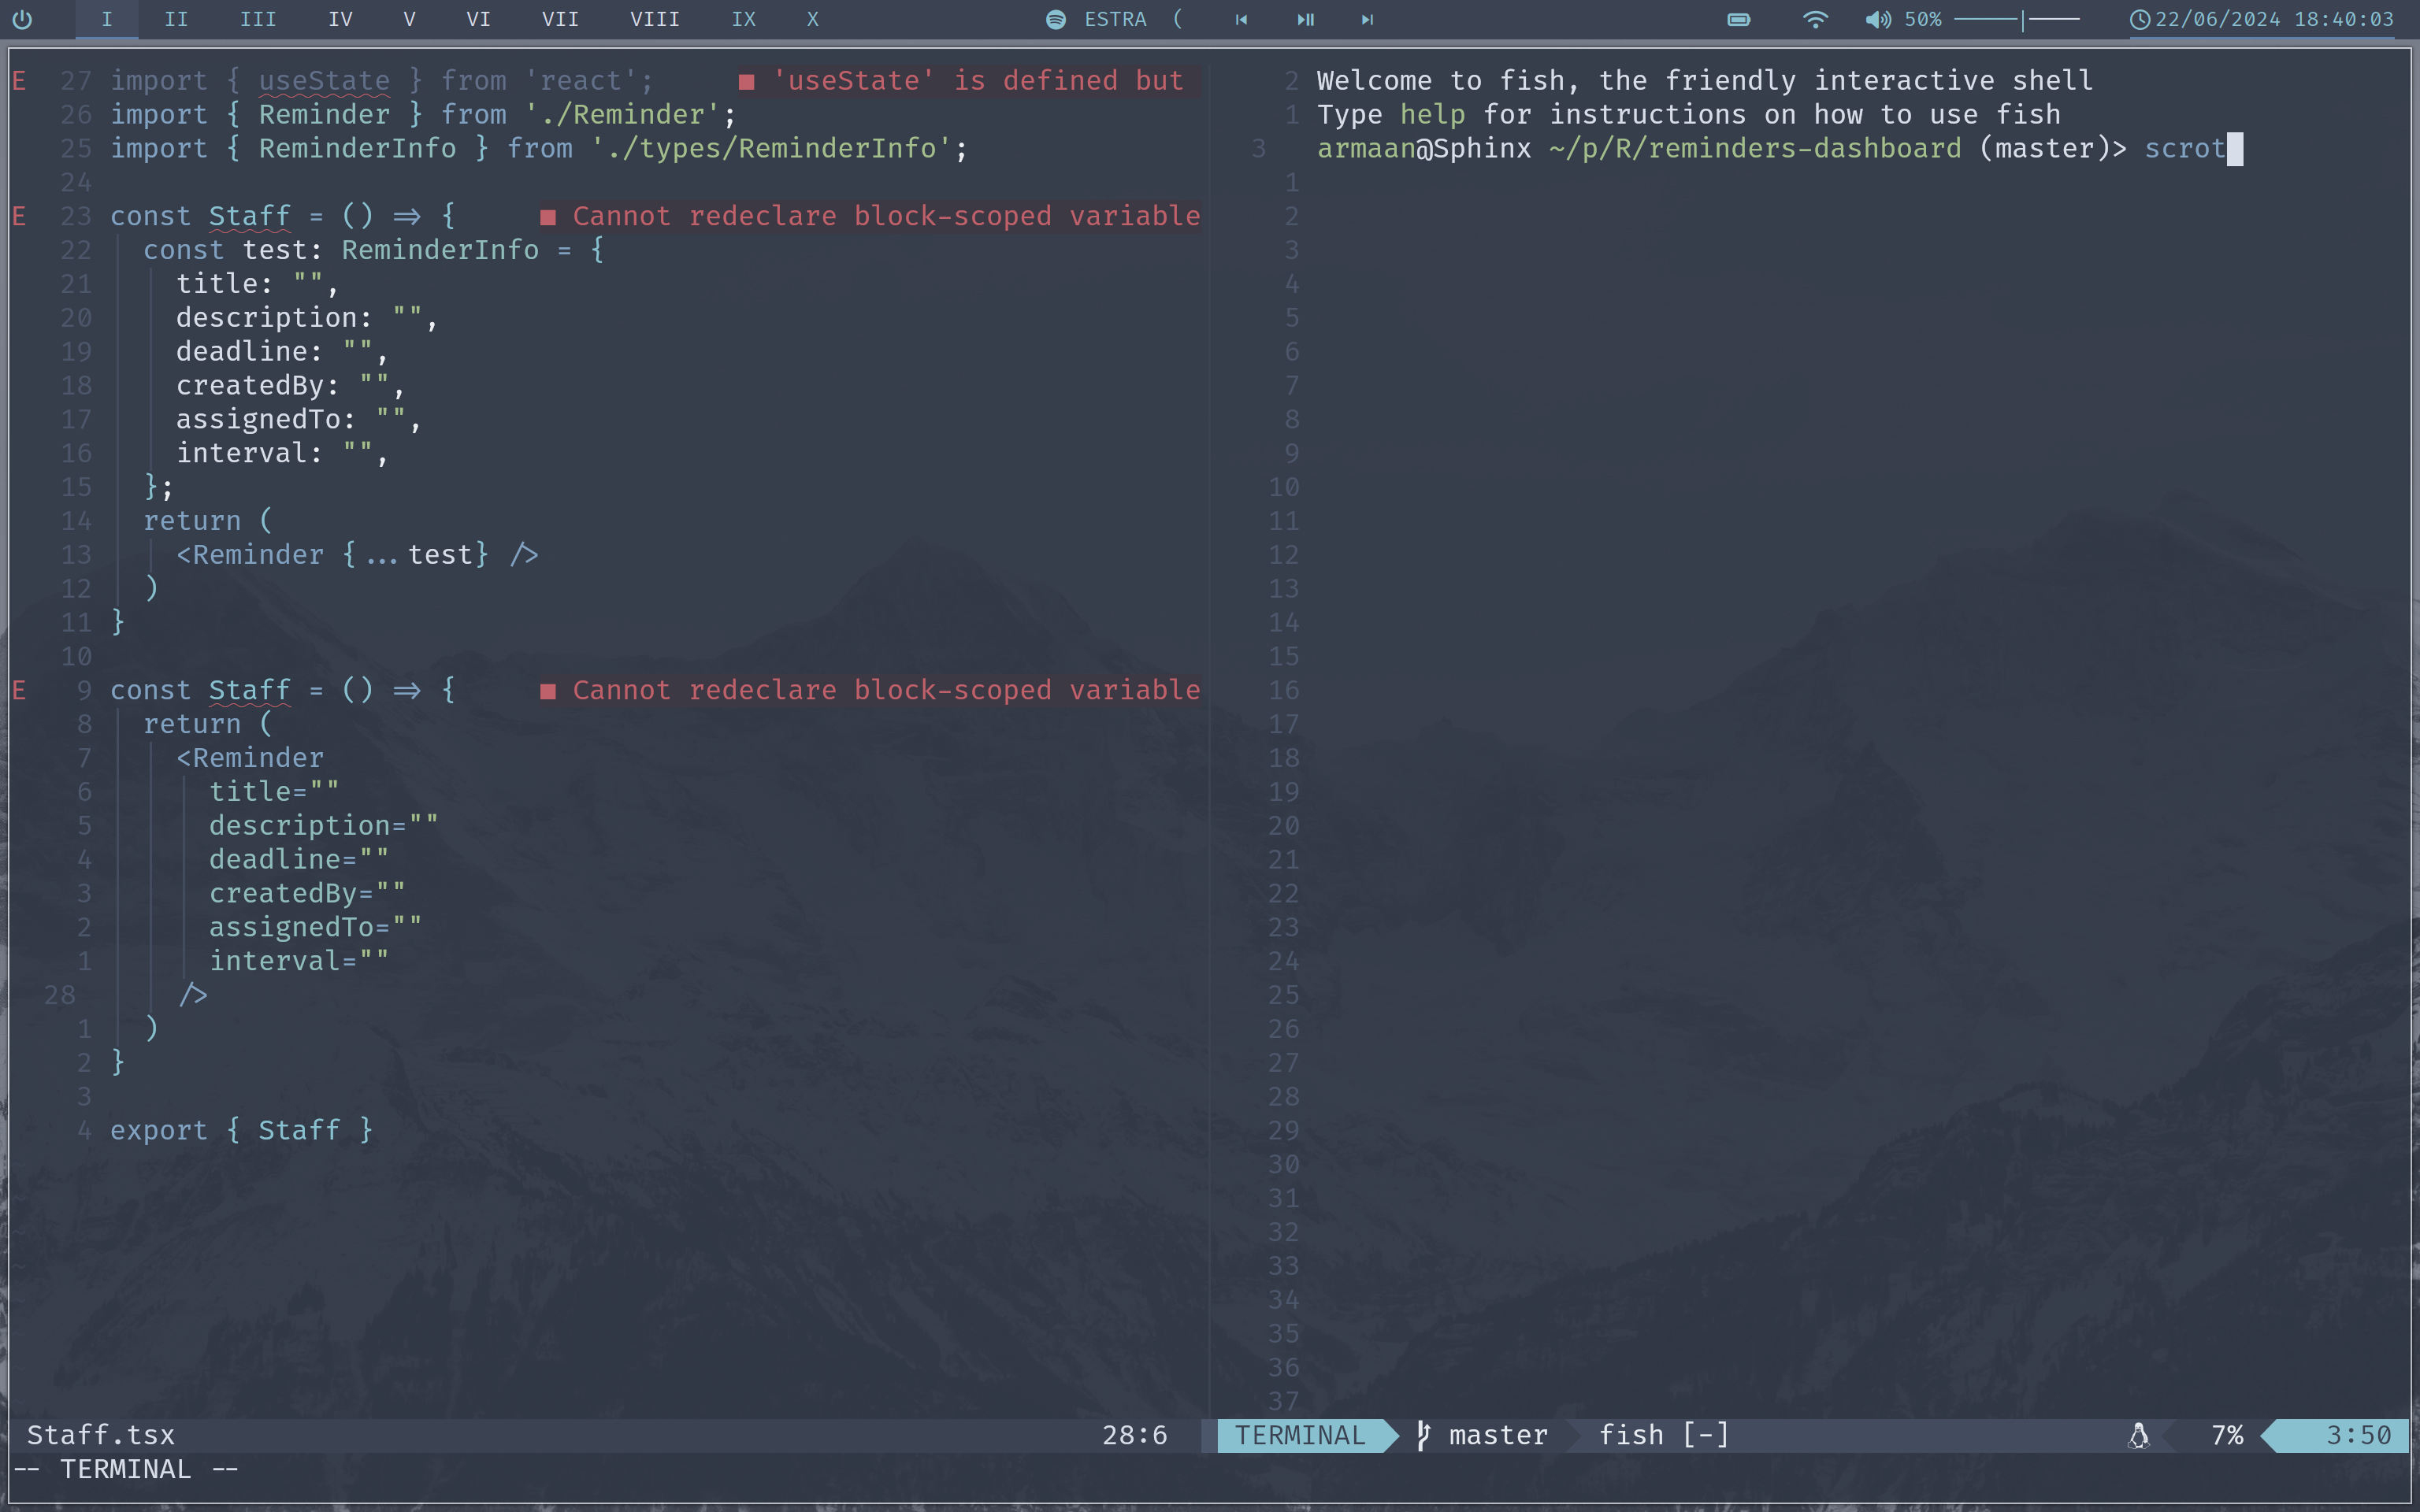 I II III IV V VI VII VIII IX X ESTRA ( 50% 22/06/2024 18:40:03
E 27 import { useState } from 'react'; ■ 'useState' is defined but
26 import { Reminder } from './Reminder';
25 import { ReminderInfo } from './types/ReminderInfo';
24
E 23 const Staff = () => { ■ Cannot redeclare block-scoped variable
22 const test: ReminderInfo = {
21 title: "",
20 description: "",
19 deadline: "",
18 createdBy: "",
17 assignedTo: "",
16 interval: "",
15 };
14 return (
13 <Reminder {...test} />
12 )
11 }
10
E 9 const Staff = () => { ■ Cannot redeclare block-scoped variable
8 return (
7 <Reminder
6 title=""
5 description=""
4 deadline=""
3 createdBy=""
2 assignedTo=""
1 interval=""
28 />
1 )
2 }
3
4 export { Staff }
~
~
~
~
~
~
~
~
2 Welcome to fish, the friendly interactive shell
1 Type help for instructions on how to use fish
3 armaan@Sphinx ~/p/R/reminders-dashboard (master)> scrot
1
2
3
4
5
6
7
8
9
10
11
12
13
14
15
16
17
18
19
20
21
22
23
24
25
26
27
28
29
30
31
32
33
34
35
36
37
Staff.tsx 28:6 TERMINAL master fish [-] 7% 3:50
-- TERMINAL --